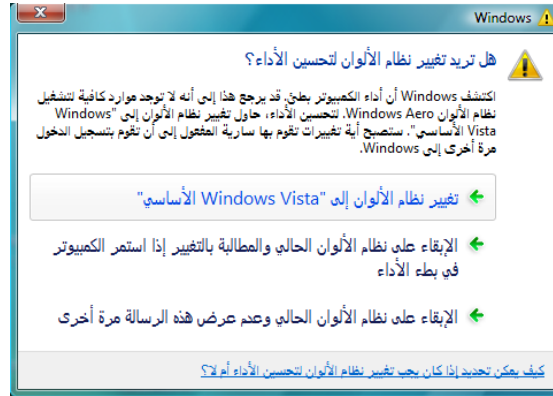 Windows
هل تريد تغيير نظام الألوان لتحسين الأداء؟
اكتشف Windows أن أداء الكمبيوتر بطئ. قد يرجع هذا إلى أنه لا توجد موارد كافية لتشغيل
نظام الألوان Windows Aero. لتحسين الأداء، حاول تغيير نظام الألوان إلى "Windows
Vista الأساسي". ستصبح أية تغييرات تقوم بها سارية المفعول إلى أن تقوم بتسجيل الدخول
مرة أخرى إلى Windows.
تغيير نظام الألوان إلى "Windows Vista الأساسي"
الإبقاء على نظام الألوان الحالي والمطالبة بالتغيير إذا استمر الكمبيوتر
في بطء الأداء
الإبقاء على نظام الألوان الحالي وعدم عرض هذه الرسالة مرة أخرى
كيف يمكن تحديد إذا كان يجب تغيير نظام الألوان لتحسين الأداء أم لا؟